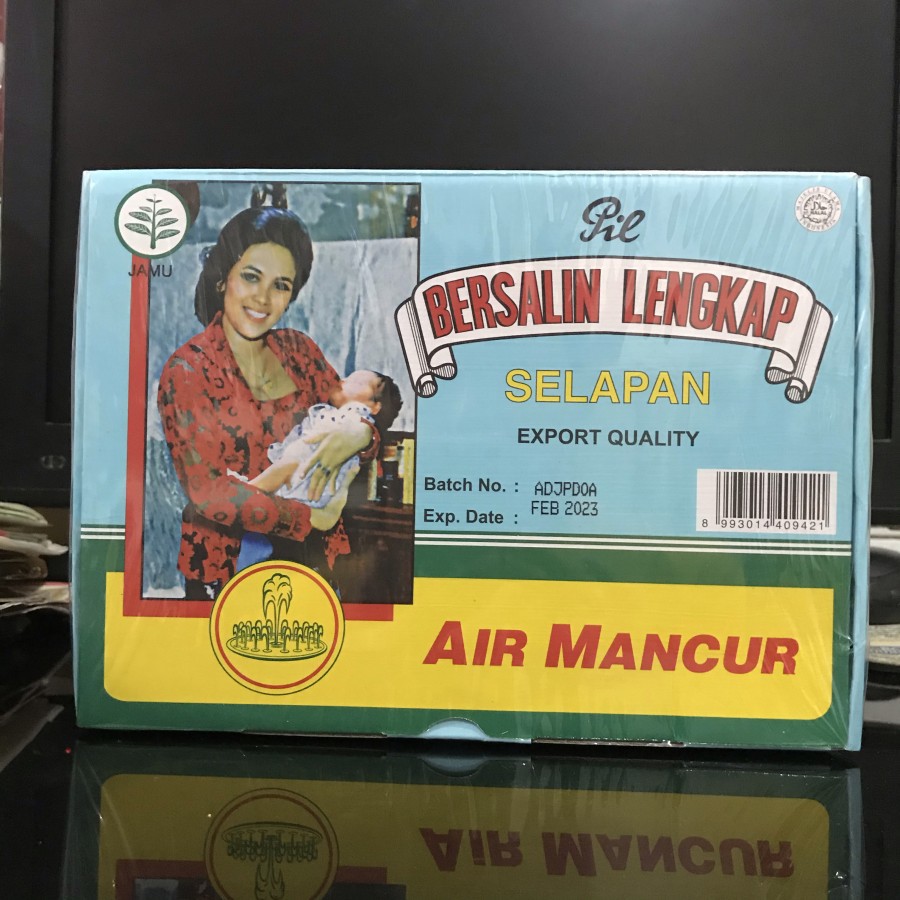 JAMU
Pil
BERSALIN LENGKAP
SELAPAN
EXPORT QUALITY
Batch No. : ADJPD0A
Exp. Date : FEB 2023
8 993014 409421
AIR MANCUR